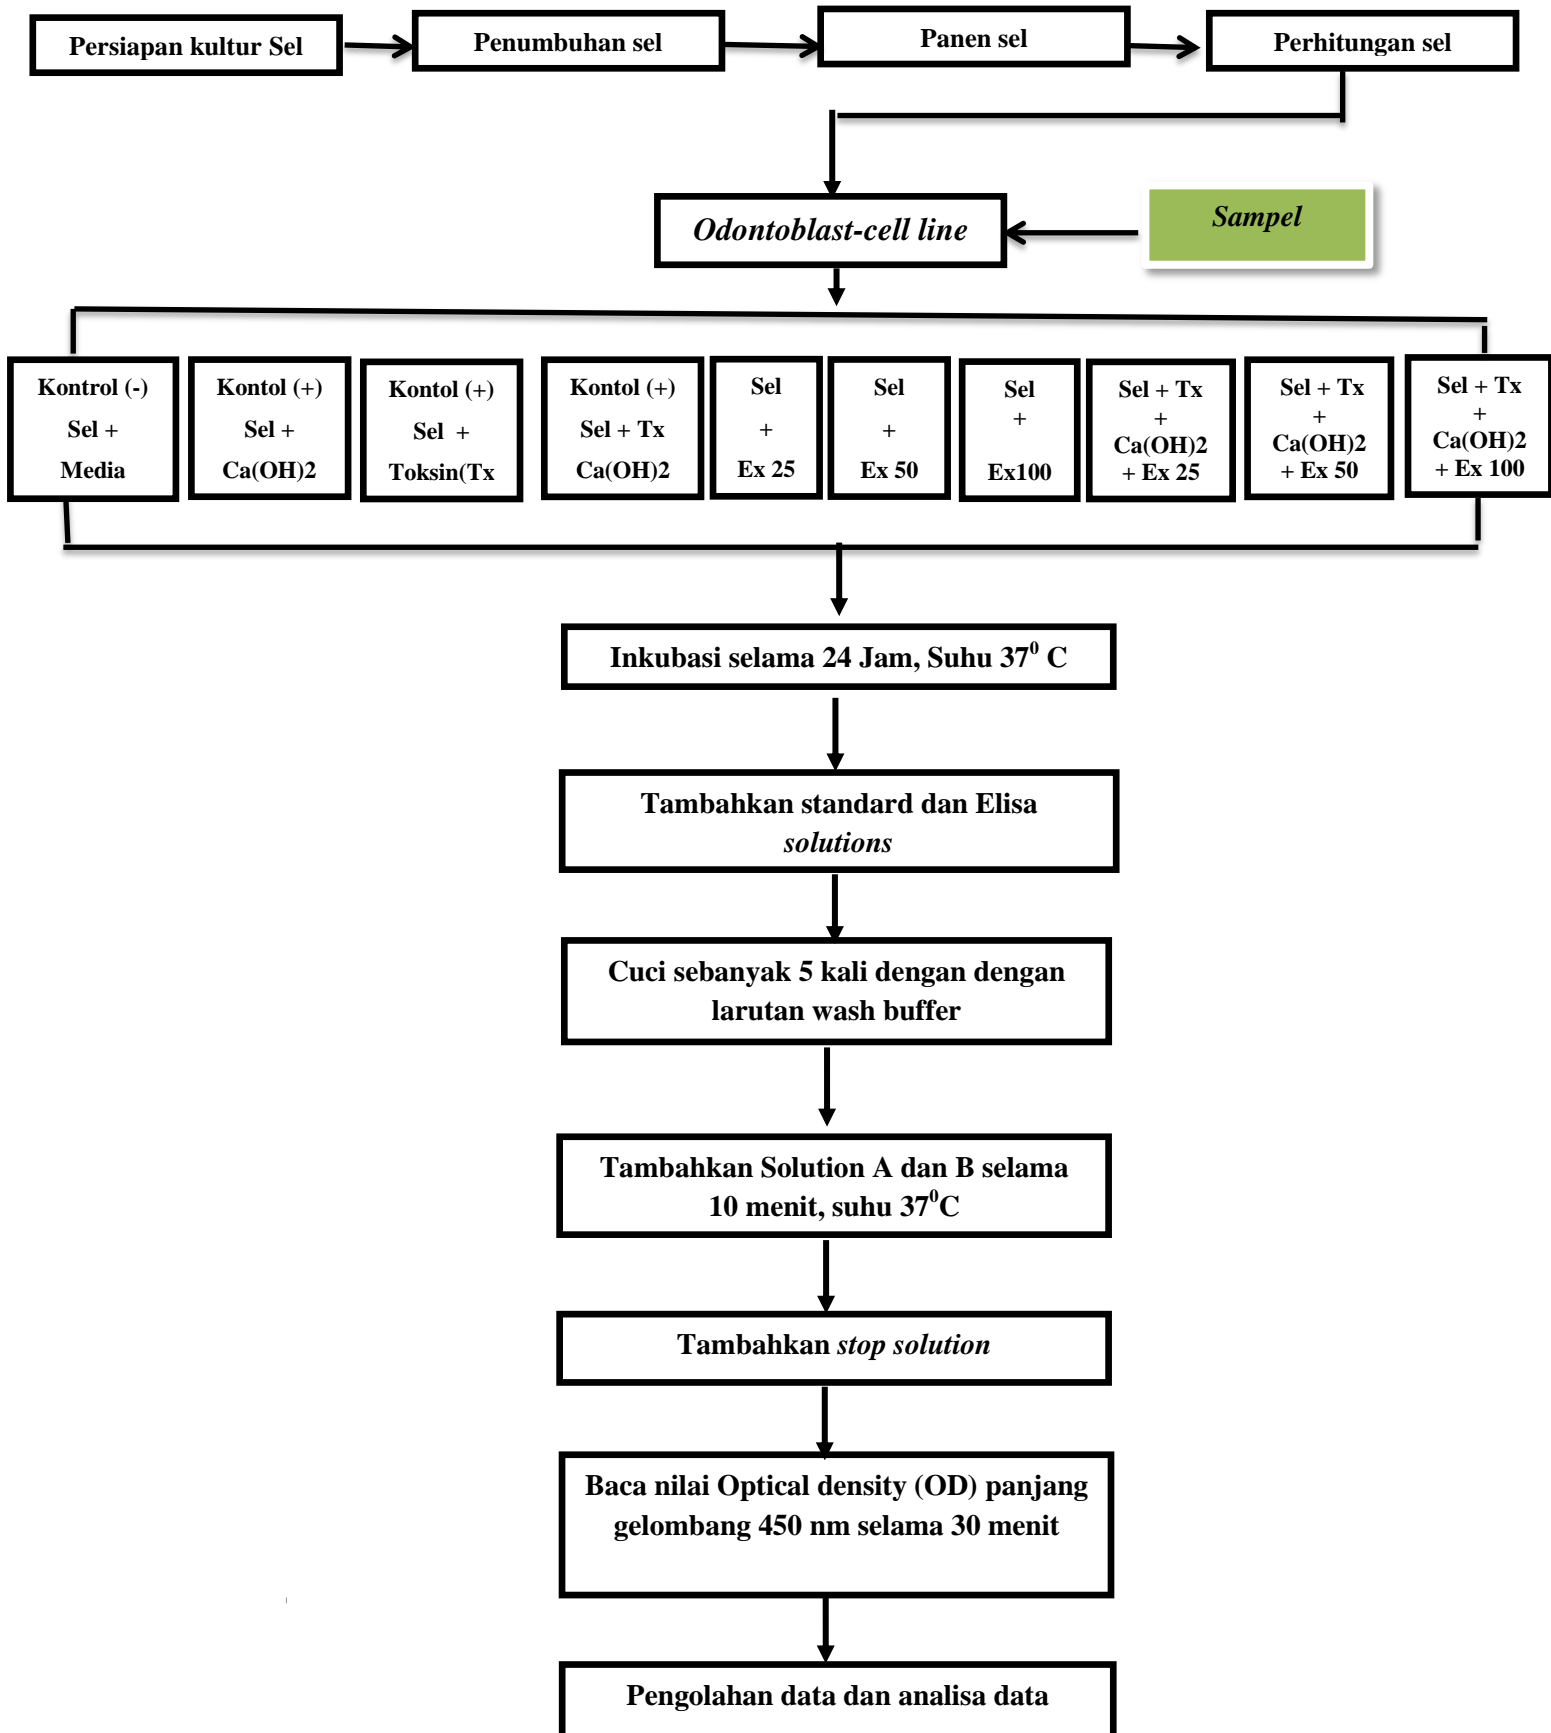 Persiapan kultur Sel
Penumbuhan sel
Panen sel
Perhitungan sel
Odontoblast-cell line
Sampel
Kontrol (-)
Sel +
Media
Kontol (+)
Sel +
Ca(OH)2
Kontol (+)
Sel +
Toksin(Tx
Kontol (+)
Sel + Tx
Ca(OH)2
Sel
+
Ex 25
Sel
+
Ex 50
Sel
+
Ex100
Sel + Tx
+
Ca(OH)2
+ Ex 25
Sel + Tx
+
Ca(OH)2
+ Ex 50
Sel + Tx
+
Ca(OH)2
+ Ex 100
Inkubasi selama 24 Jam, Suhu 37⁰ C
Tambahkan standard dan Elisa
solutions
Cuci sebanyak 5 kali dengan dengan
larutan wash buffer
Tambahkan Solution A dan B selama
10 menit, suhu 37⁰C
Tambahkan stop solution
Baca nilai Optical density (OD) panjang
gelombang 450 nm selama 30 menit
Pengolahan data dan analisa data